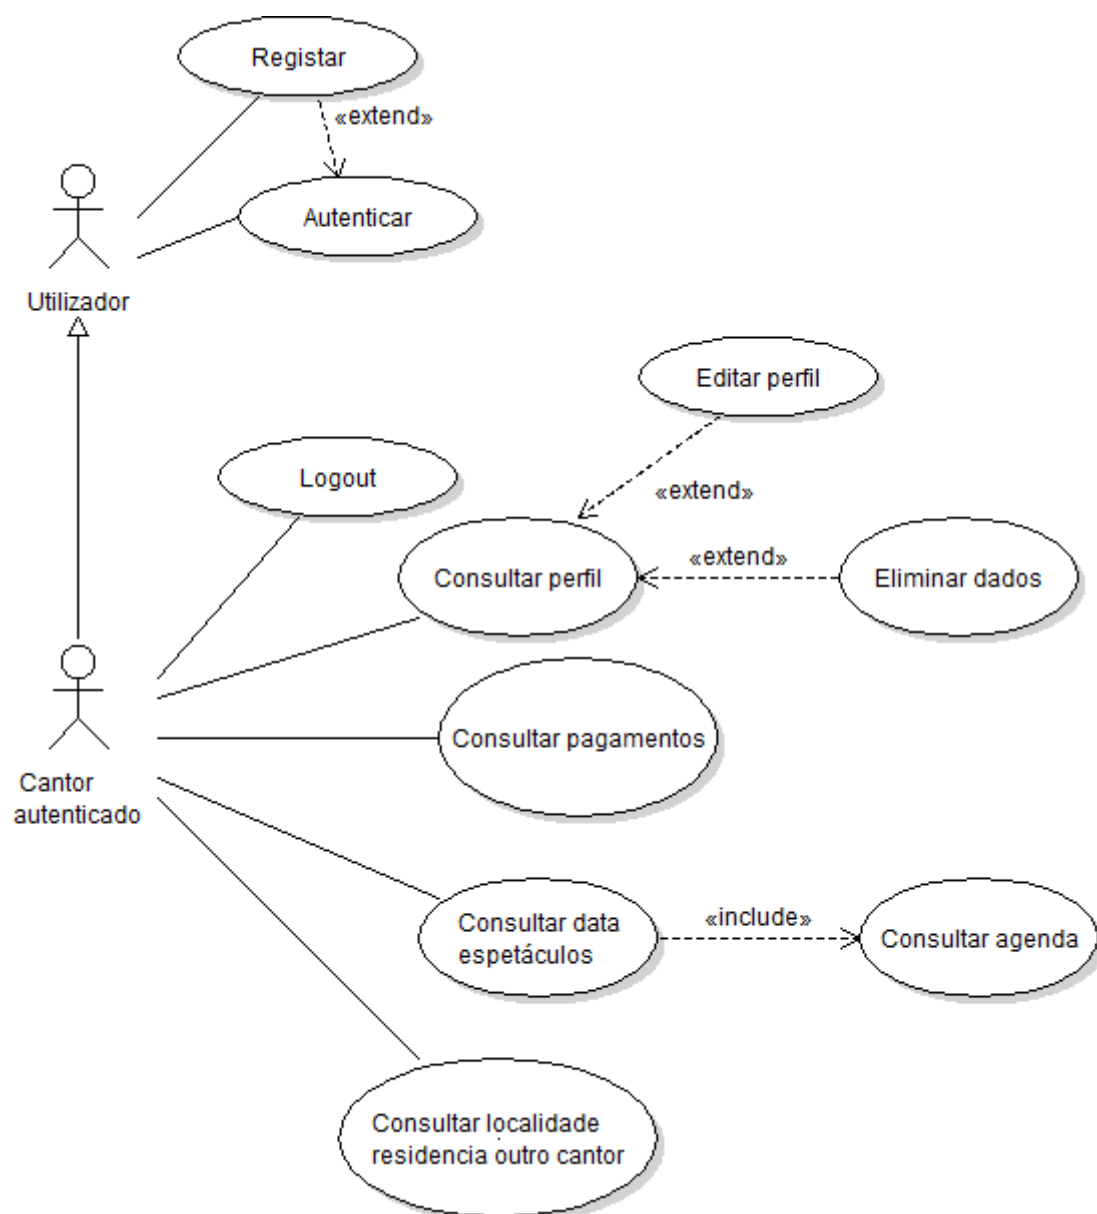 Registar
«extend»
Autenticar
Utilizador
Editar perfil
Logout
«extend»
Consultar perfil
«extend»
Eliminar dados
Consultar pagamentos
Cantor
autenticado
Consultar data
espetáculos
«include»
Consultar agenda
Consultar localidade
residencia outro cantor